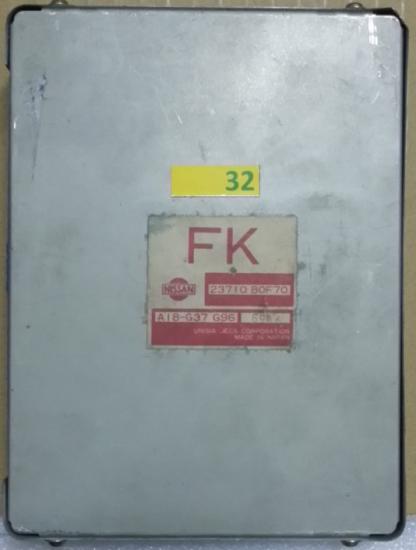 32
FK
NISSAN
23710 80F70
A18-G37 G96
UNISIA JECS CORPORATION
MADE IN JAPAN